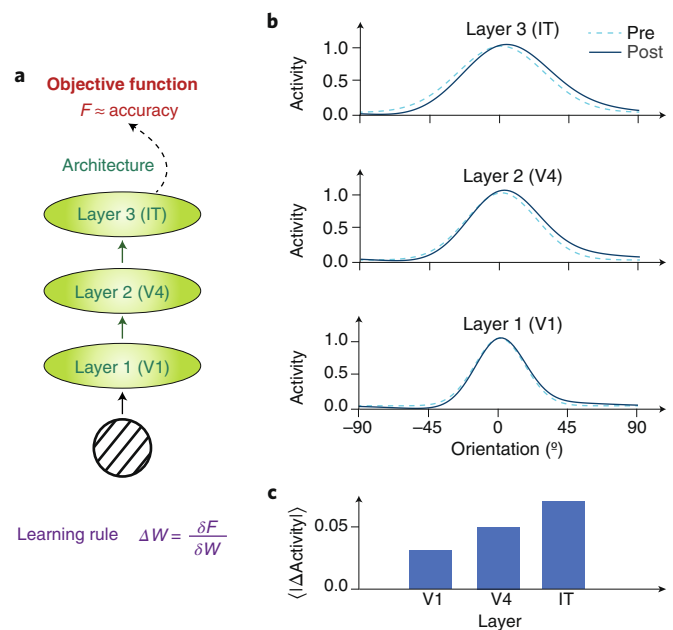 a
Objective function
F ≈ accuracy
Architecture
Layer 3 (IT)
Layer 2 (V4)
Layer 1 (V1)
Learning rule ΔW = δF / δW
b
Layer 3 (IT)
Pre
Post
Activity
1.0
0.5
0.0
Layer 2 (V4)
Activity
1.0
0.5
0.0
Layer 1 (V1)
Activity
1.0
0.5
0.0
–90 –45 0 45 90
Orientation (º)
c
⟨|ΔActivity|⟩
0.05
0.0
V1 V4 IT
Layer